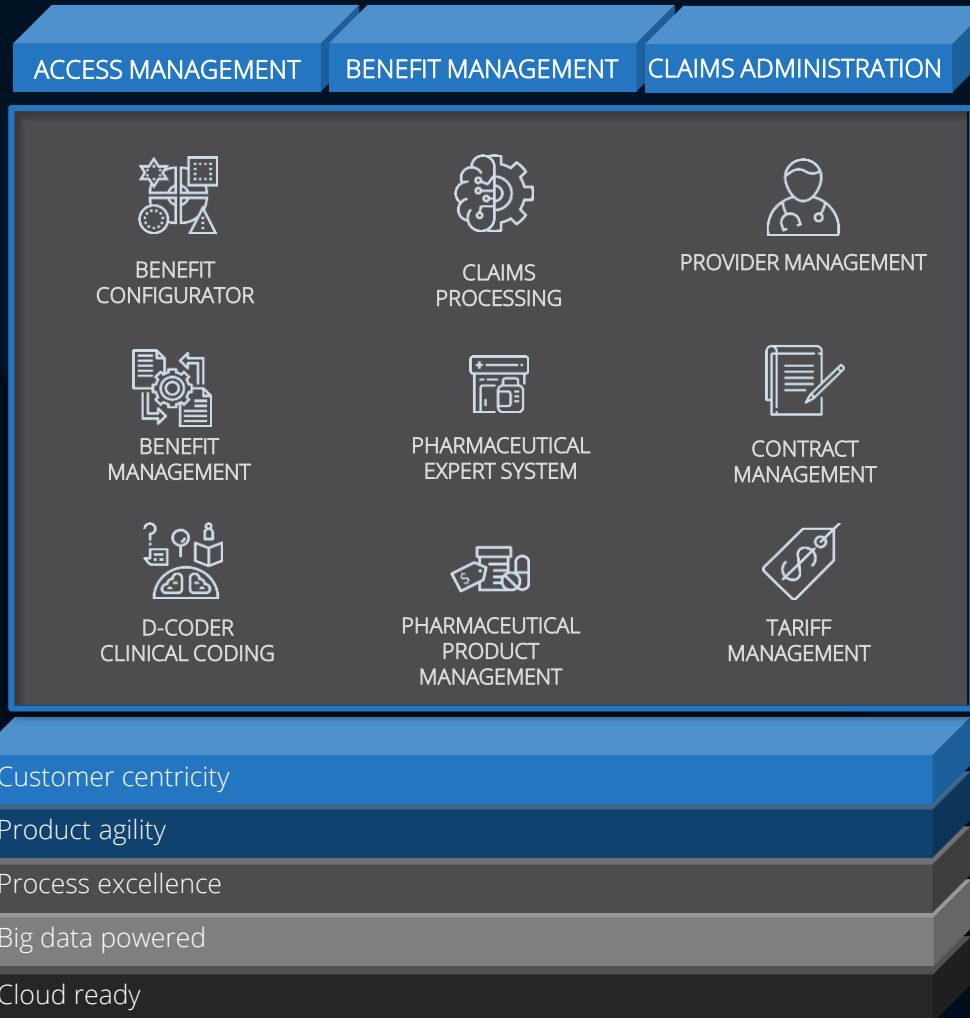 ACCESS MANAGEMENT
BENEFIT MANAGEMENT
CLAIMS ADMINISTRATION
BENEFIT
CONFIGURATOR
CLAIMS
PROCESSING
PROVIDER MANAGEMENT
BENEFIT
MANAGEMENT
PHARMACEUTICAL
EXPERT SYSTEM
CONTRACT
MANAGEMENT
D-CODER
CLINICAL CODING
PHARMACEUTICAL
PRODUCT
MANAGEMENT
TARIFF
MANAGEMENT
Customer centricity
Product agility
Process excellence
Big data powered
Cloud ready